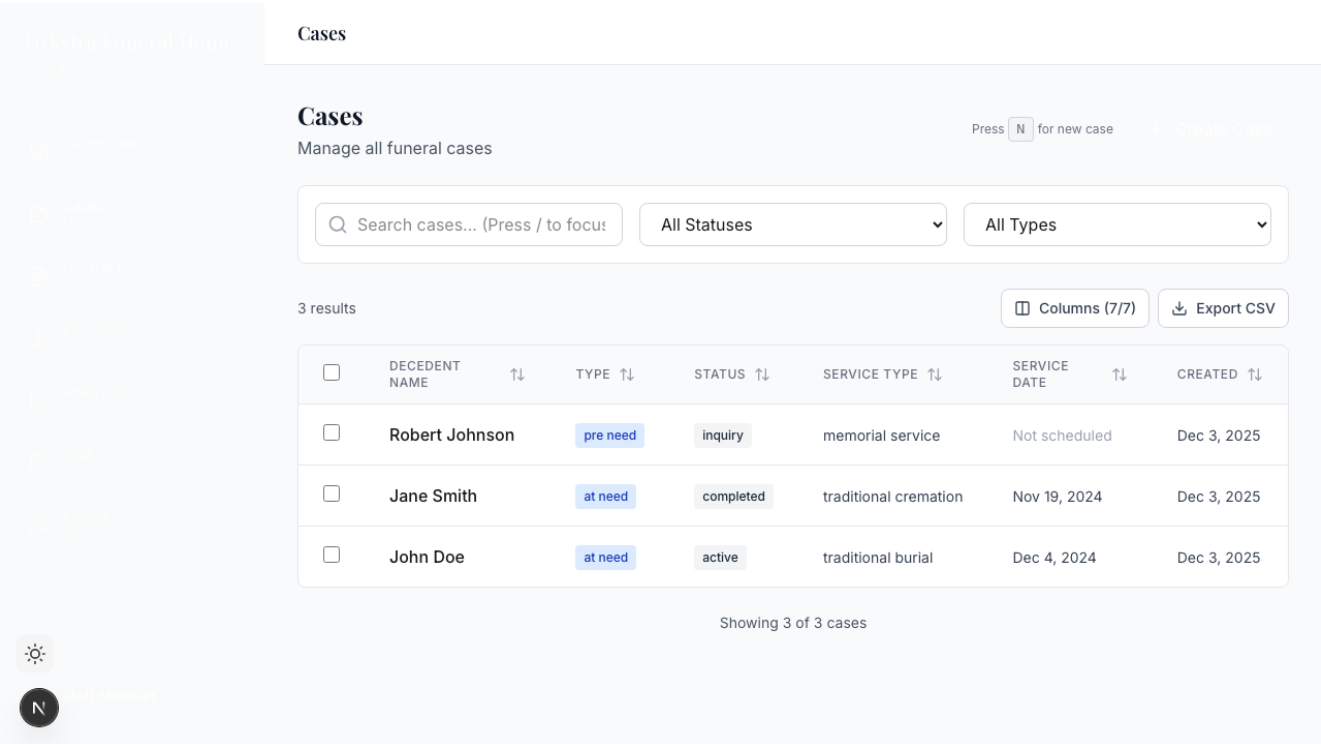 Cases
Cases
Manage all funeral cases
Press N for new case
Create Case
Search cases... (Press / to focus
All Statuses
All Types
3 results
Columns (7/7)
Export CSV
DECEDENT NAME
TYPE
STATUS
SERVICE TYPE
SERVICE DATE
CREATED
Robert Johnson
pre need
inquiry
memorial service
Not scheduled
Dec 3, 2025
Jane Smith
at need
completed
traditional cremation
Nov 19, 2024
Dec 3, 2025
John Doe
at need
active
traditional burial
Dec 4, 2024
Dec 3, 2025
Showing 3 of 3 cases
Staff Member
N